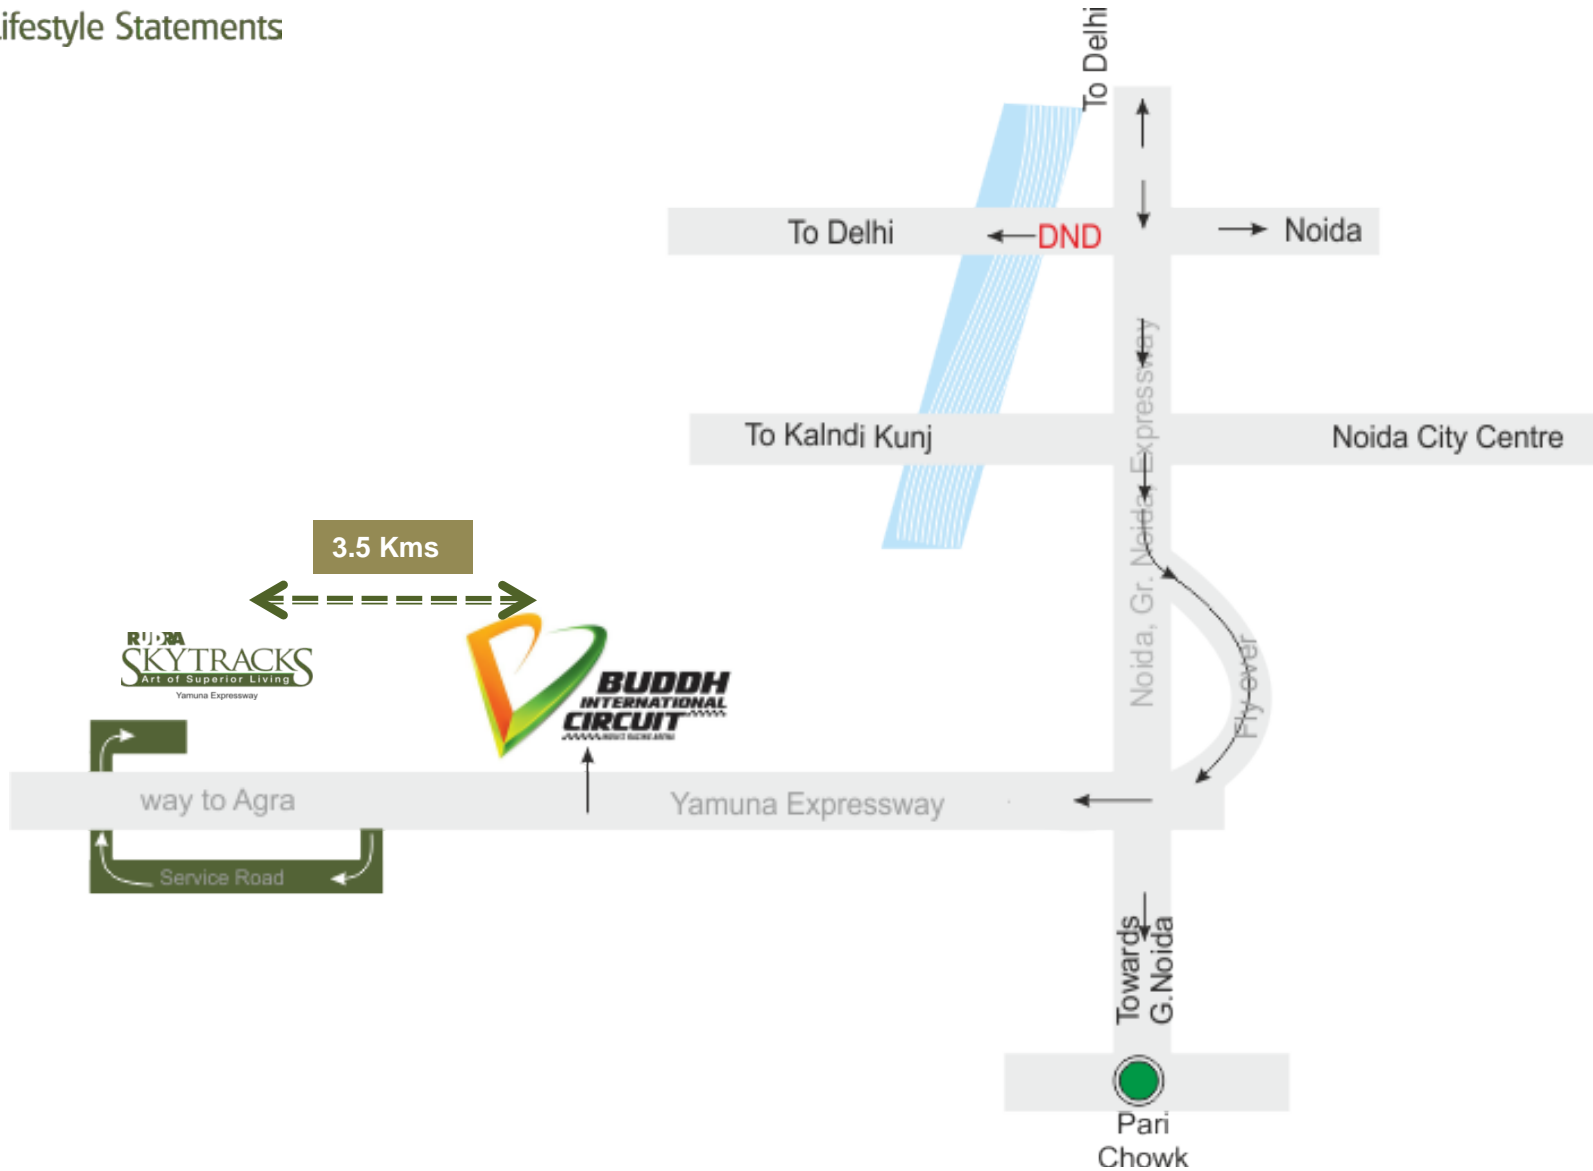 ifestyle Statements
To Delhi
To Delhi
DND
Noida
Noida, Gr. Noida, Expressway
To Kalndi Kunj
Noida City Centre
3.5 Kms
Fly over
RUDRA
SKYTRACKS
Art of Superior Living
Yamuna Expressway
BUDDH
INTERNATIONAL
CIRCUIT
way to Agra
Yamuna Expressway
Service Road
Towards
G.Noida
Pari
Chowk